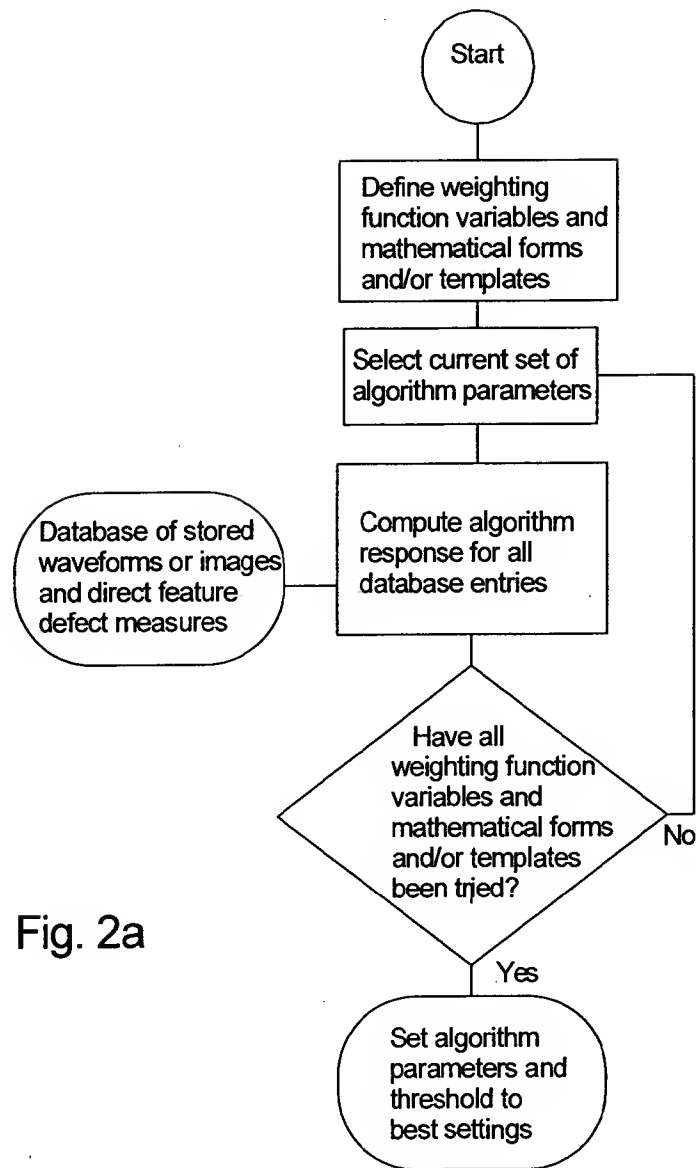 Start
Define weighting
function variables and
mathematical forms
and/or templates
Select current set of
algorithm parameters
Database of stored
waveforms or images
and direct feature
defect measures
Compute algorithm
response for all
database entries
Have all
weighting function
variables and
mathematical forms
and/or templates
been tried?
No
Fig. 2a
Yes
Set algorithm
parameters and
threshold to
best settings